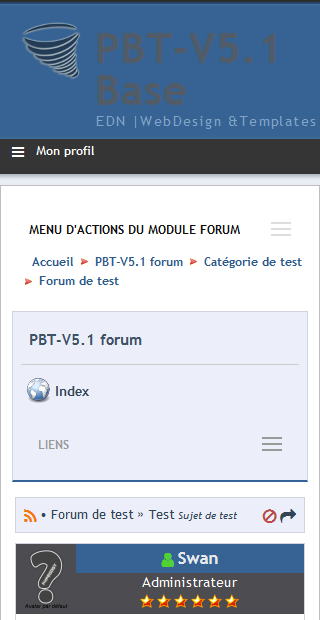 PBT-V5.1
Base
EDN |WebDesign &Templates
Mon profil
MENU D'ACTIONS DU MODULE FORUM
Accueil PBT-V5.1 forum Catégorie de test
Forum de test
PBT-V5.1 forum
Index
LIENS
• Forum de test » Test Sujet de test
Swan
Administrateur
Avatar par défaut